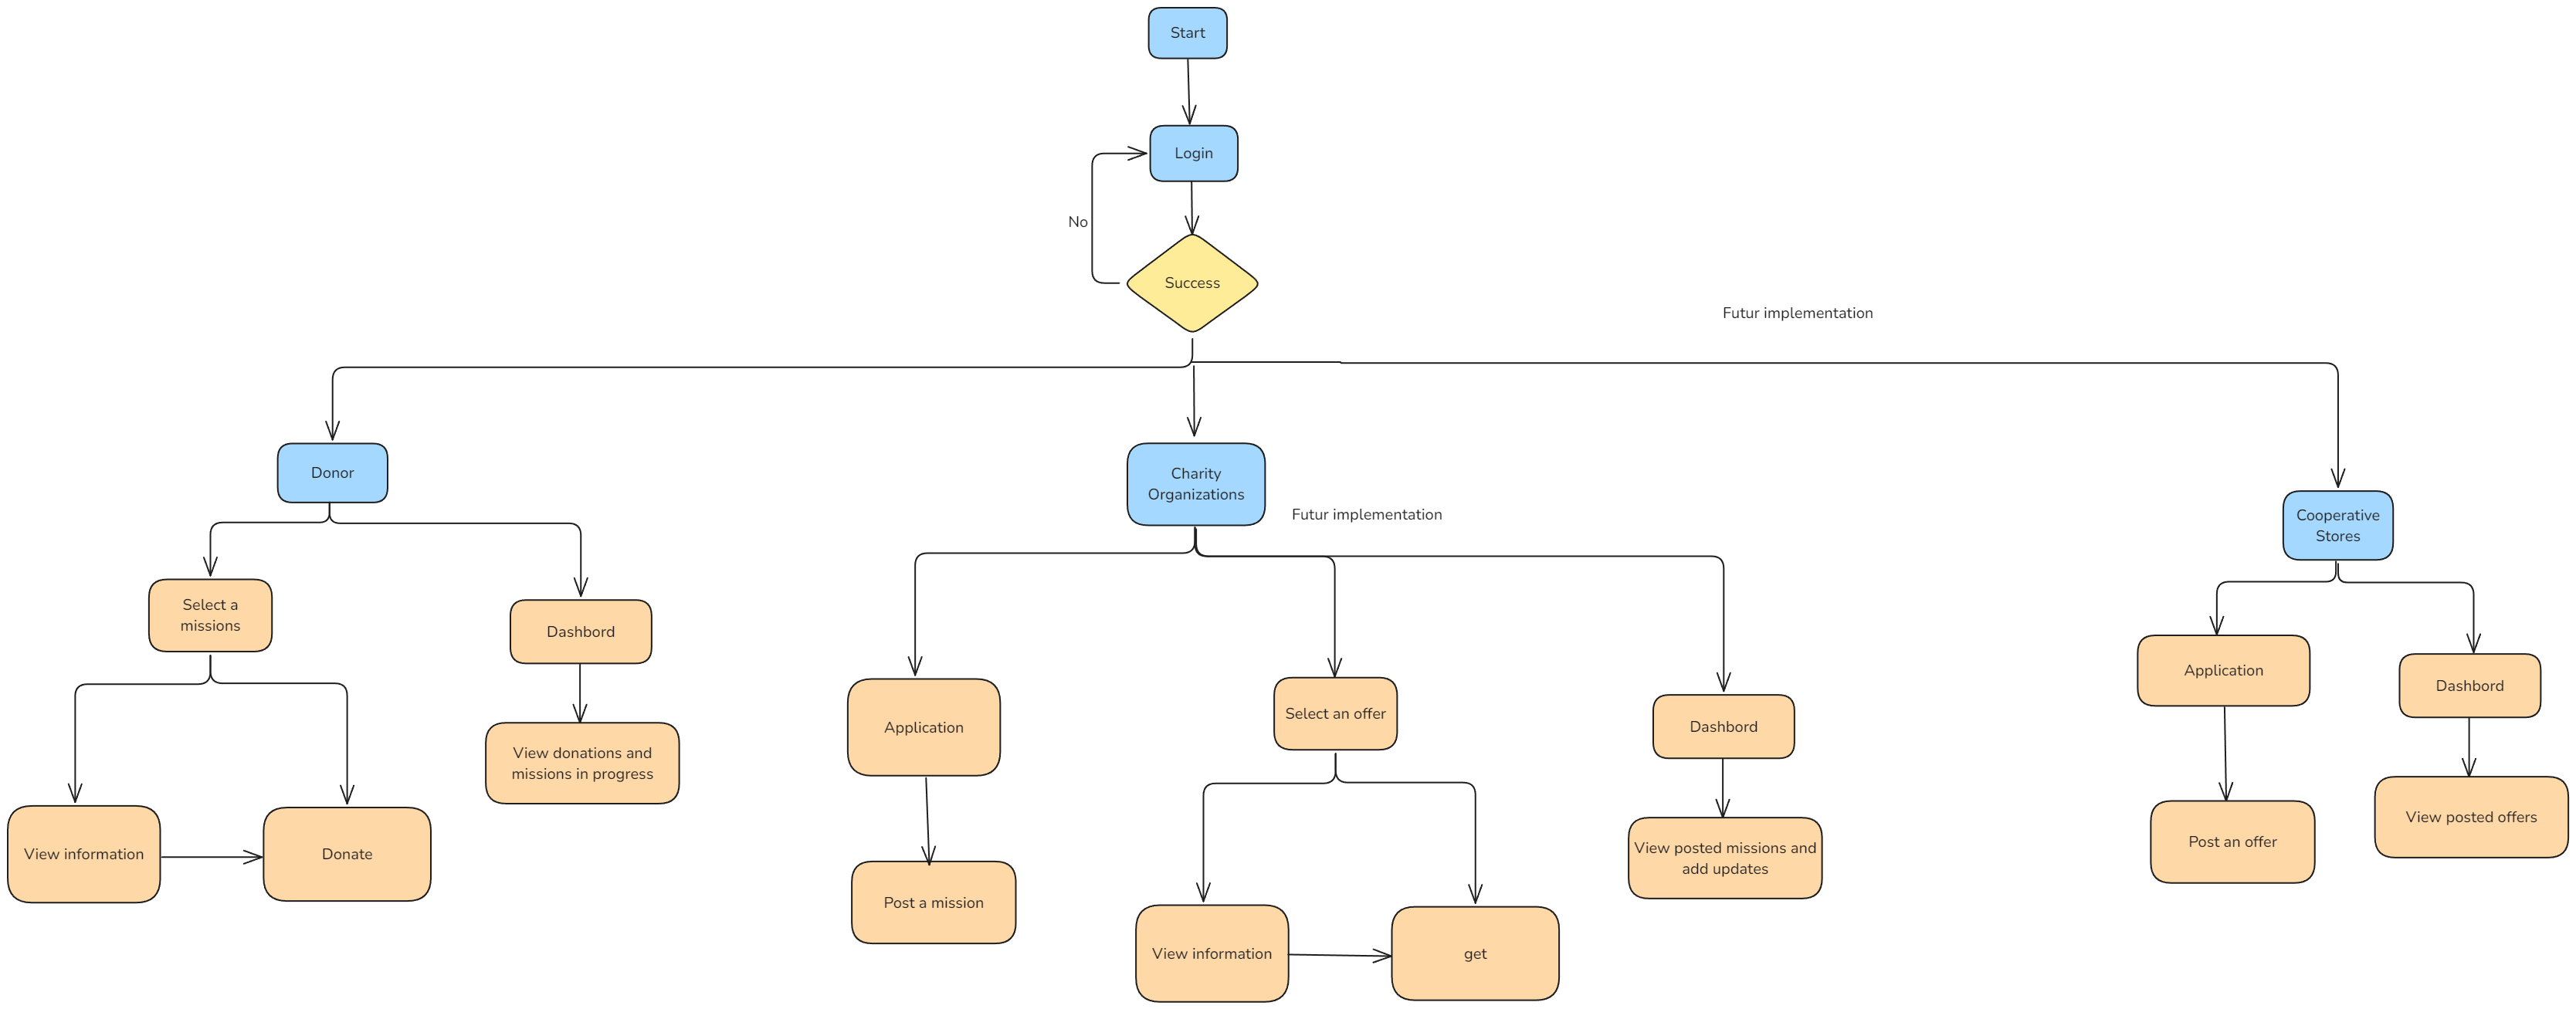 Start
Login
No
Success
Futur implementation
Donor
Charity
Organizations
Futur implementation
Cooperative
Stores
Select a
missions
Dashbord
View donations and
missions in progress
View information
Donate
Application
Post a mission
Select an offer
View information
get
Dashbord
View posted missions and
add updates
Application
Post an offer
Dashbord
View posted offers